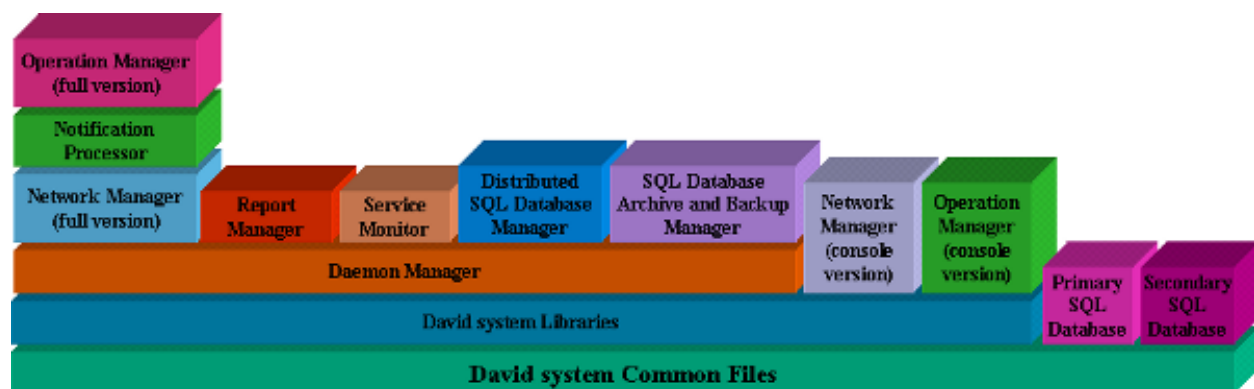 Operation Manager
(full version)
Notification
Processor
Network Manager
(full version)
Report
Manager
Service
Monitor
Distributed
SQL Database
Manager
SQL Database
Archive and Backup
Manager
Network
Manager
(console
version)
Operation
Manager
(console
version)
Daemon Manager
Primary
SQL
Database
Secondary
SQL
Database
David system Libraries
David system Common Files